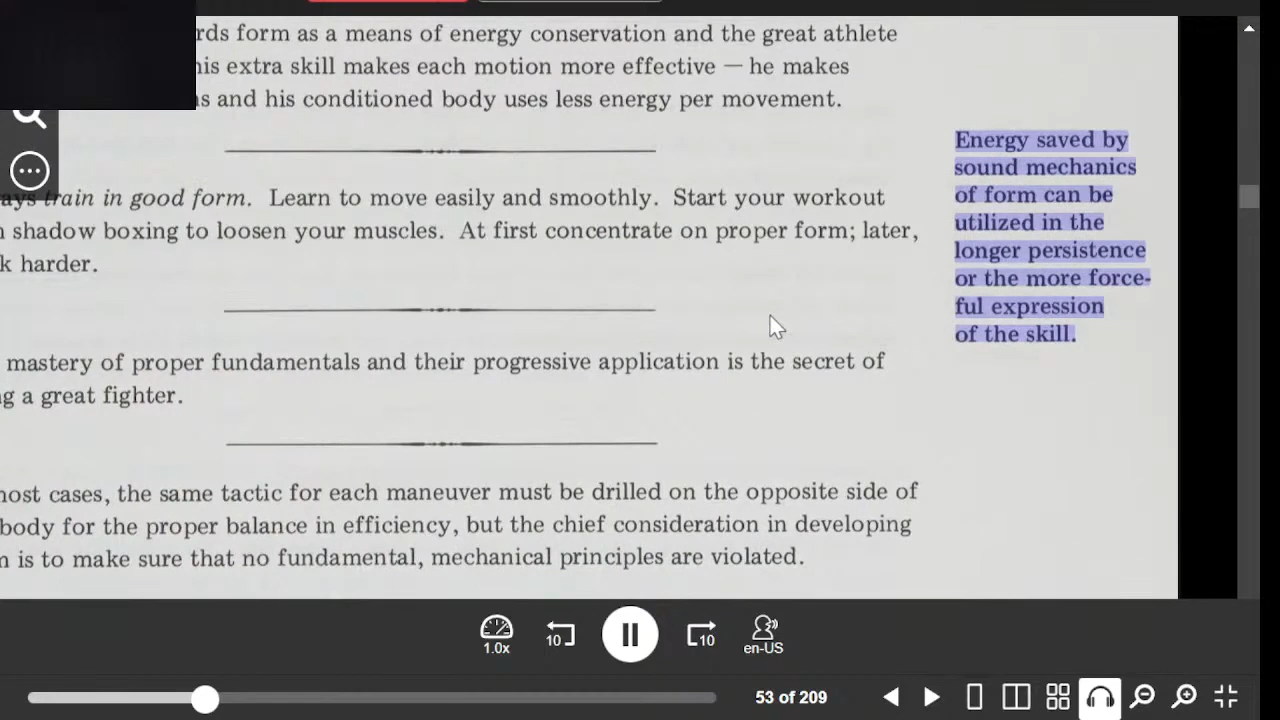 rds form as a means of energy conservation and the great athlete
his extra skill makes each motion more effective — he makes
s and his conditioned body uses less energy per movement.
Energy saved by
sound mechanics
of form can be
utilized in the
longer persistence
or the more force-
ful expression
of the skill.
ays train in good form. Learn to move easily and smoothly. Start your workout
n shadow boxing to loosen your muscles. At first concentrate on proper form; later,
k harder.
mastery of proper fundamentals and their progressive application is the secret of
g a great fighter.
most cases, the same tactic for each maneuver must be drilled on the opposite side of
body for the proper balance in efficiency, but the chief consideration in developing
n is to make sure that no fundamental, mechanical principles are violated.
1.0x
10
10
en-US
53 of 209